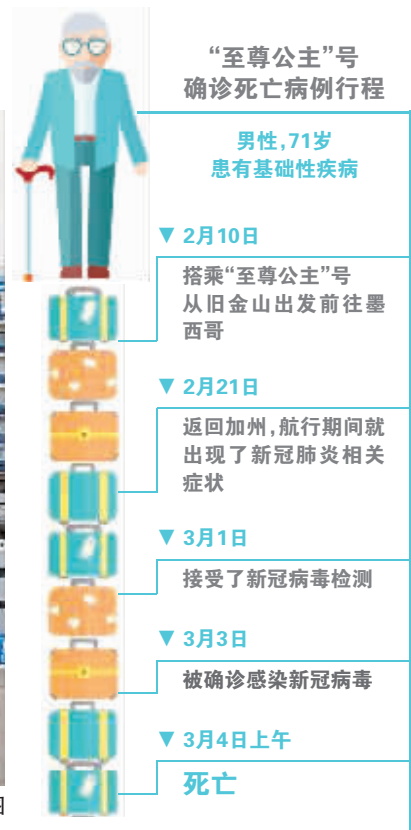 “至尊公主”号
确诊死亡病例行程
男性,71岁
患有基础性疾病
▼ 2月10日
搭乘“至尊公主”号
从旧金山出发前往墨
西哥
▼ 2月21日
返回加州,航行期间就
出现了新冠肺炎相关
症状
▼ 3月1日
接受了新冠病毒检测
▼ 3月3日
被确诊感染新冠病毒
▼ 3月4日上午
死亡